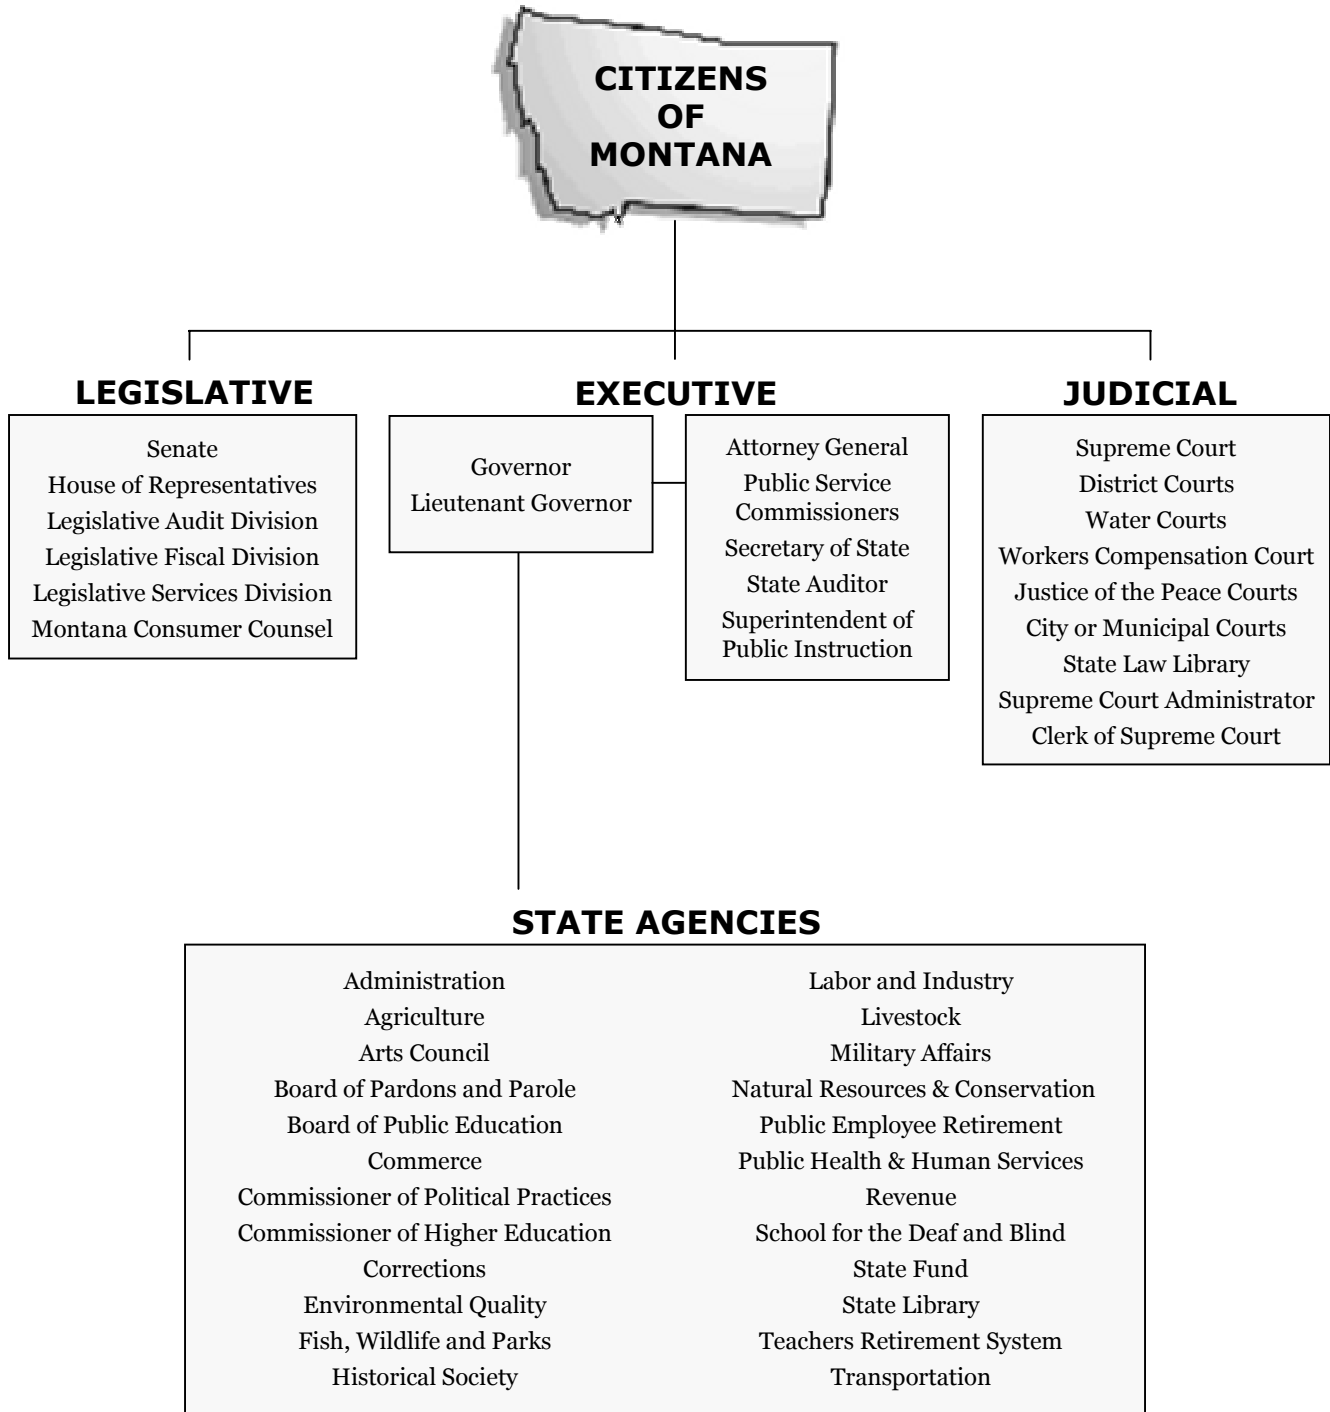 CITIZENS
OF
MONTANA
LEGISLATIVE
Senate
House of Representatives
Legislative Audit Division
Legislative Fiscal Division
Legislative Services Division
Montana Consumer Counsel
EXECUTIVE
Governor
Lieutenant Governor
Attorney General
Public Service
Commissioners
Secretary of State
State Auditor
Superintendent of
Public Instruction
JUDICIAL
Supreme Court
District Courts
Water Courts
Workers Compensation Court
Justice of the Peace Courts
City or Municipal Courts
State Law Library
Supreme Court Administrator
Clerk of Supreme Court
STATE AGENCIES
Administration
Agriculture
Arts Council
Board of Pardons and Parole
Board of Public Education
Commerce
Commissioner of Political Practices
Commissioner of Higher Education
Corrections
Environmental Quality
Fish, Wildlife and Parks
Historical Society
Labor and Industry
Livestock
Military Affairs
Natural Resources & Conservation
Public Employee Retirement
Public Health & Human Services
Revenue
School for the Deaf and Blind
State Fund
State Library
Teachers Retirement System
Transportation